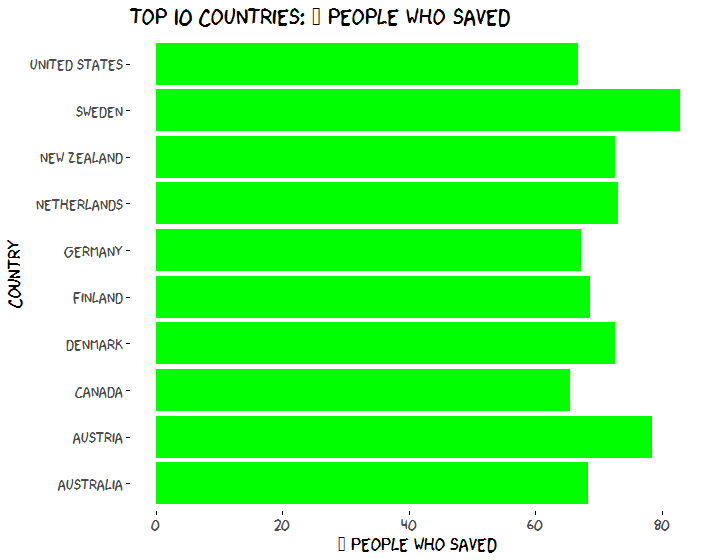 TOP 10 COUNTRIES: ▯ PEOPLE WHO SAVED
UNITED STATES
SWEDEN
NEW ZEALAND
NETHERLANDS
GERMANY
FINLAND
DENMARK
CANADA
AUSTRIA
AUSTRALIA
COUNTRY
0 20 40 60 80
▯ PEOPLE WHO SAVED